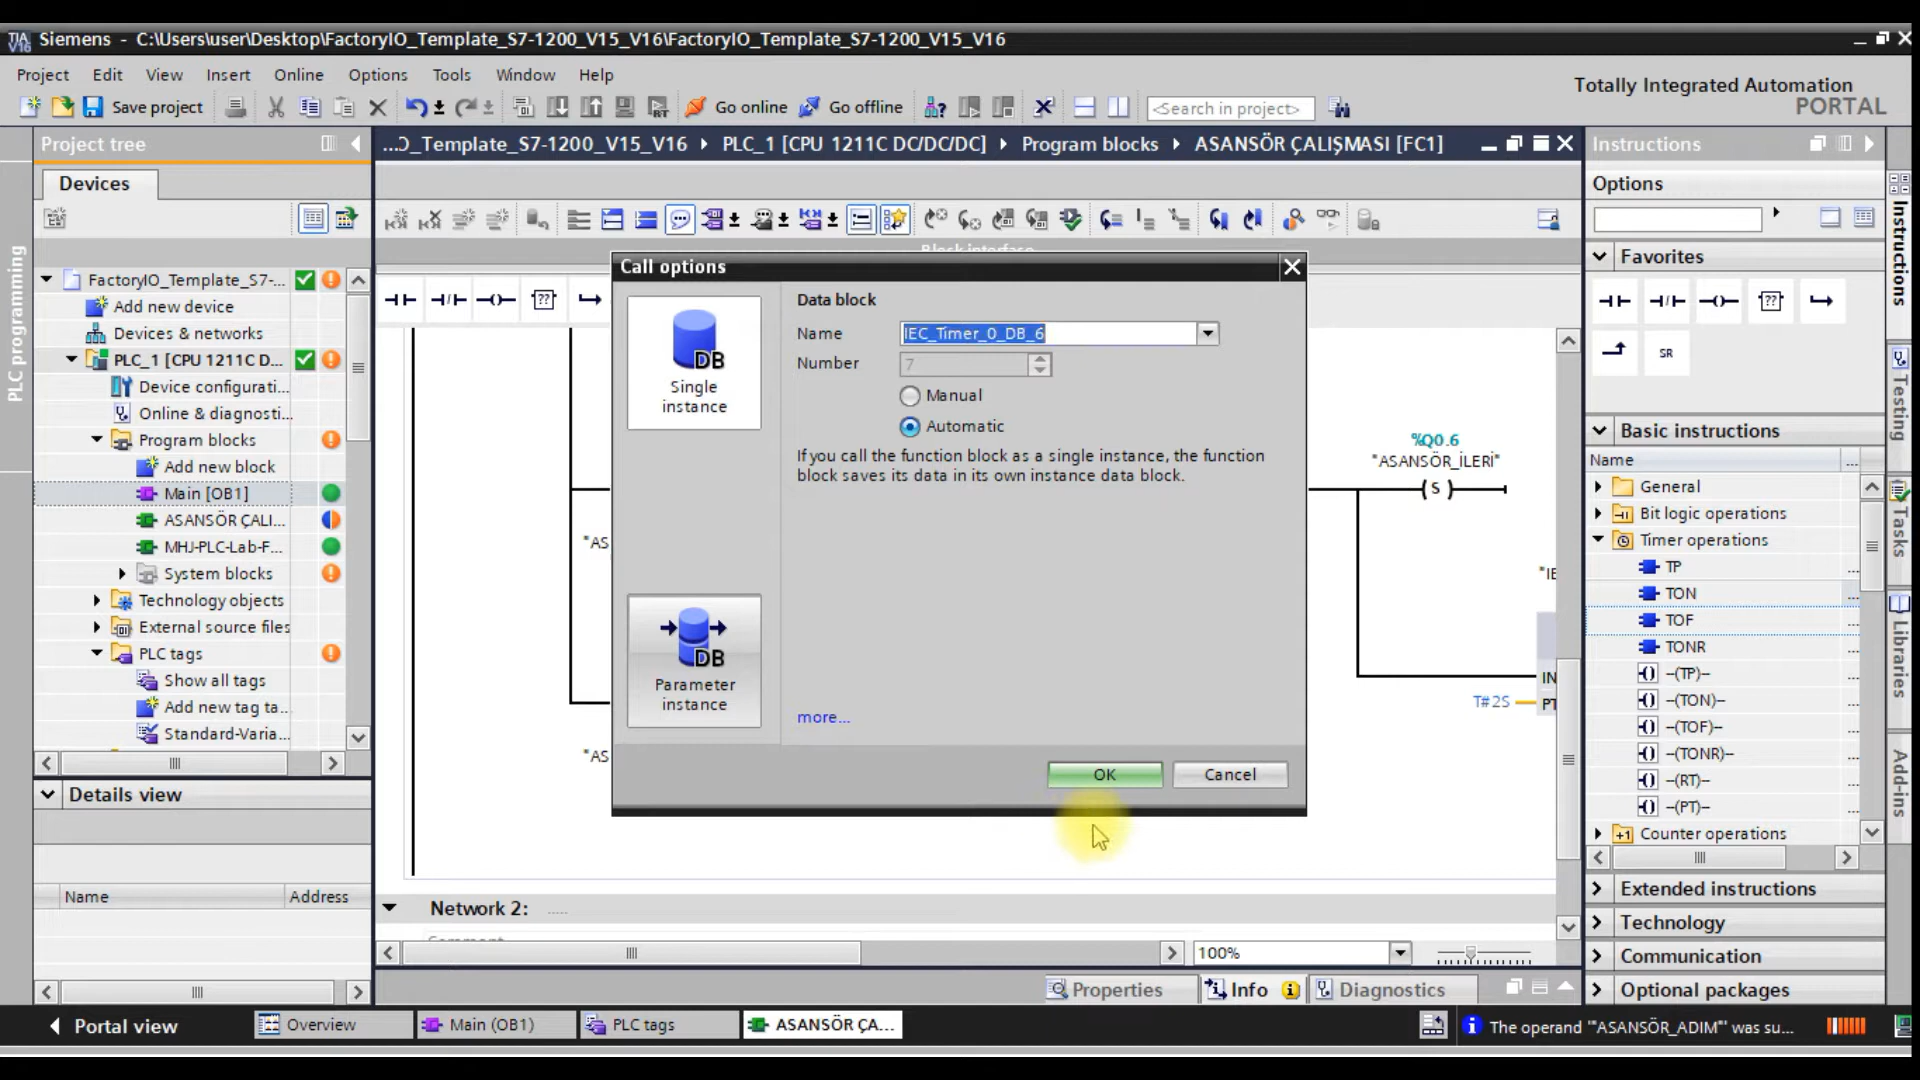 Siemens - C:\Users\user\Desktop\FactoryIO_Template_S7-1200_V15_V16\FactoryIO_Template_S7-1200_V15_V16
Project Edit View Insert Online Options Tools Window Help
Totally Integrated Automation
PORTAL
Save project
Go online
Go offline
<Search in project>
Project tree
...O_Template_S7-1200_V15_V16 PLC_1 [CPU 1211C DC/DC/DC] Program blocks ASANSÖR ÇALIŞMASI [FC1]
Instructions
Devices
Options
PLC programming
FactoryIO_Template_S7-...
Add new device
Devices & networks
PLC_1 [CPU 1211C D...
Device configurati...
Online & diagnosti...
Program blocks
Add new block
Main [OB1]
ASANSÖR ÇALI...
MHJ-PLC-Lab-F...
System blocks
Technology objects
External source files
PLC tags
Show all tags
Add new tag ta...
Standard-Varia...
Details view
Name Address
Block interface
Call options
DB
Single
instance
DB
Parameter
instance
Data block
Name IEC_Timer_0_DB_6
Number 7
Manual
Automatic
If you call the function block as a single instance, the function
block saves its data in its own instance data block.
more...
OK Cancel
"AS
"AS
%Q0.6
"ASANSÖR_İLERİ"
S
"IE
IN
T#2S PT
Network 2: .....
Comment
100%
Properties Info Diagnostics
Favorites
??
SR
Basic instructions
Name ...
General
Bit logic operations
Timer operations
TP ...
TON ...
TOF ...
TONR ...
-(TP)- ...
-(TON)- ...
-(TOF)- ...
-(TONR)- ...
-(RT)- ...
-(PT)- ...
Counter operations
Extended instructions
Technology
Communication
Optional packages
Instructions
Testing
Tasks
Libraries
Add-ins
Portal view Overview Main (OB1) PLC tags ASANSÖR ÇA...
The operand '"ASANSÖR_ADIM"' was su...